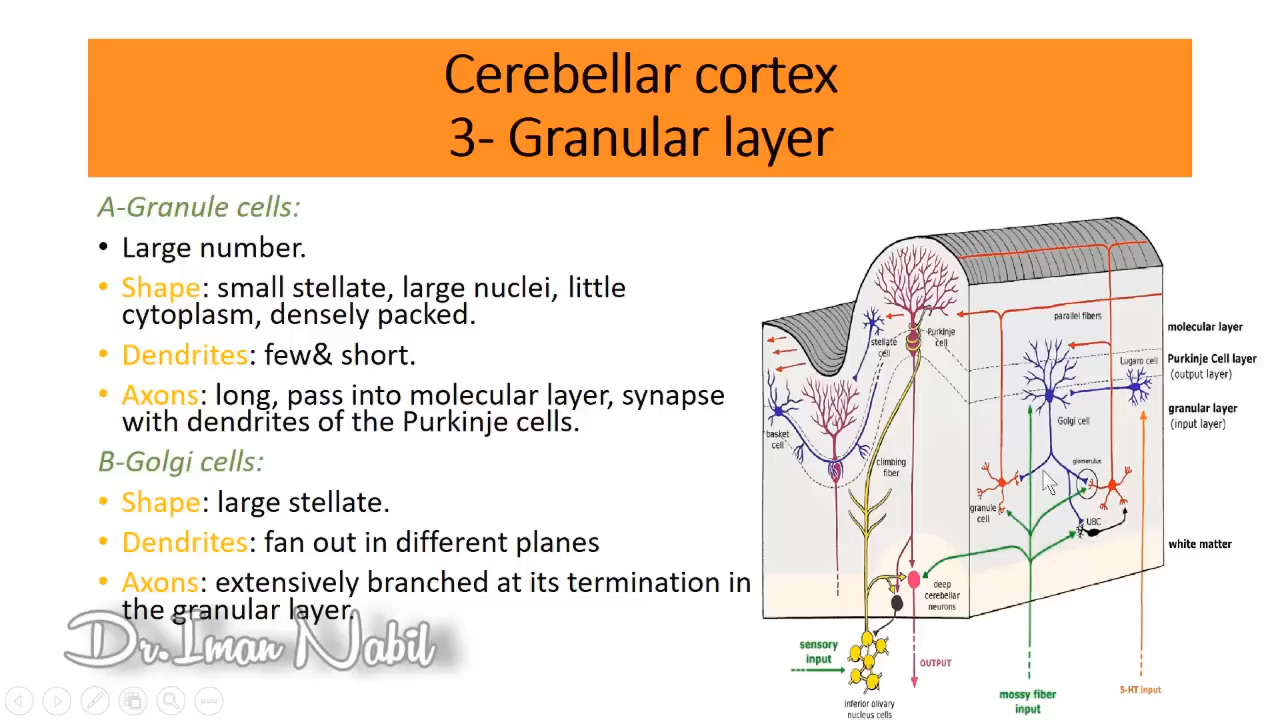 Cerebellar cortex
3- Granular layer
A-Granule cells:
• Large number.
• Shape: small stellate, large nuclei, little
cytoplasm, densely packed.
• Dendrites: few& short.
• Axons: long, pass into molecular layer, synapse
with dendrites of the Purkinje cells.
B-Golgi cells:
• Shape: large stellate.
• Dendrites: fan out in different planes
• Axons: extensively branched at its termination in
the granular layer.
Dr.Iman Nabil
parallel fibers
molecular layer
stellate
cell
Purkinje
cell
Lugaro cell
Purkinje Cell layer
(output layer)
granular layer
(input layer)
basket
cell
Golgi cell
climbing
fiber
glomerulus
granule
cell
UBC
white matter
deep
cerebellar
neurons
sensory
input
OUTPUT
mossy fiber
input
5-HT input
inferior olivary
nucleus cells